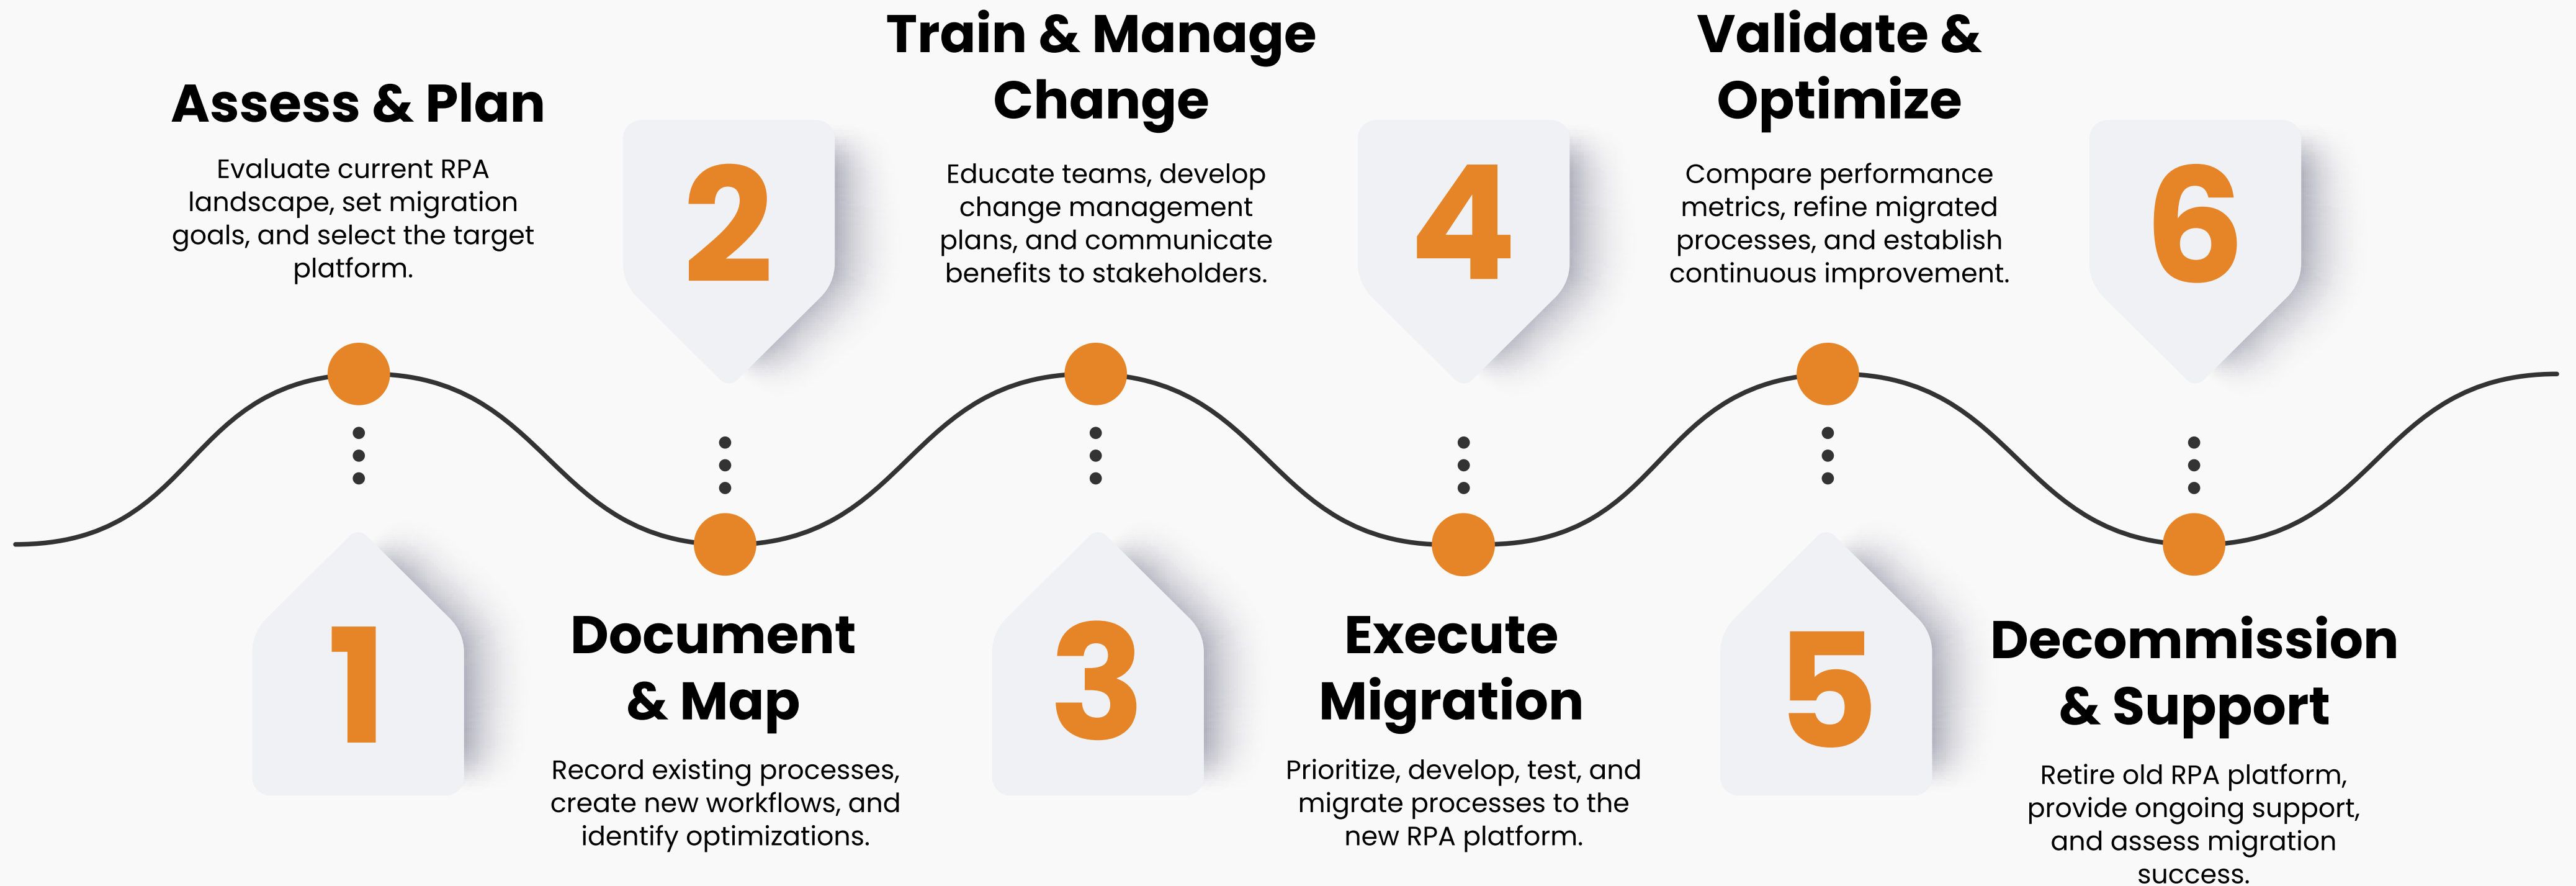 Assess & Plan
Evaluate current RPA
landscape, set migration
goals, and select the target
platform.
1
2
Document
& Map
Record existing processes,
create new workflows, and
identify optimizations.
Train & Manage
Change
Educate teams, develop
change management
plans, and communicate
benefits to stakeholders.
3
4
Execute
Migration
Prioritize, develop, test, and
migrate processes to the
new RPA platform.
Validate &
Optimize
Compare performance
metrics, refine migrated
processes, and establish
continuous improvement.
5
6
Decommission
& Support
Retire old RPA platform,
provide ongoing support,
and assess migration
success.